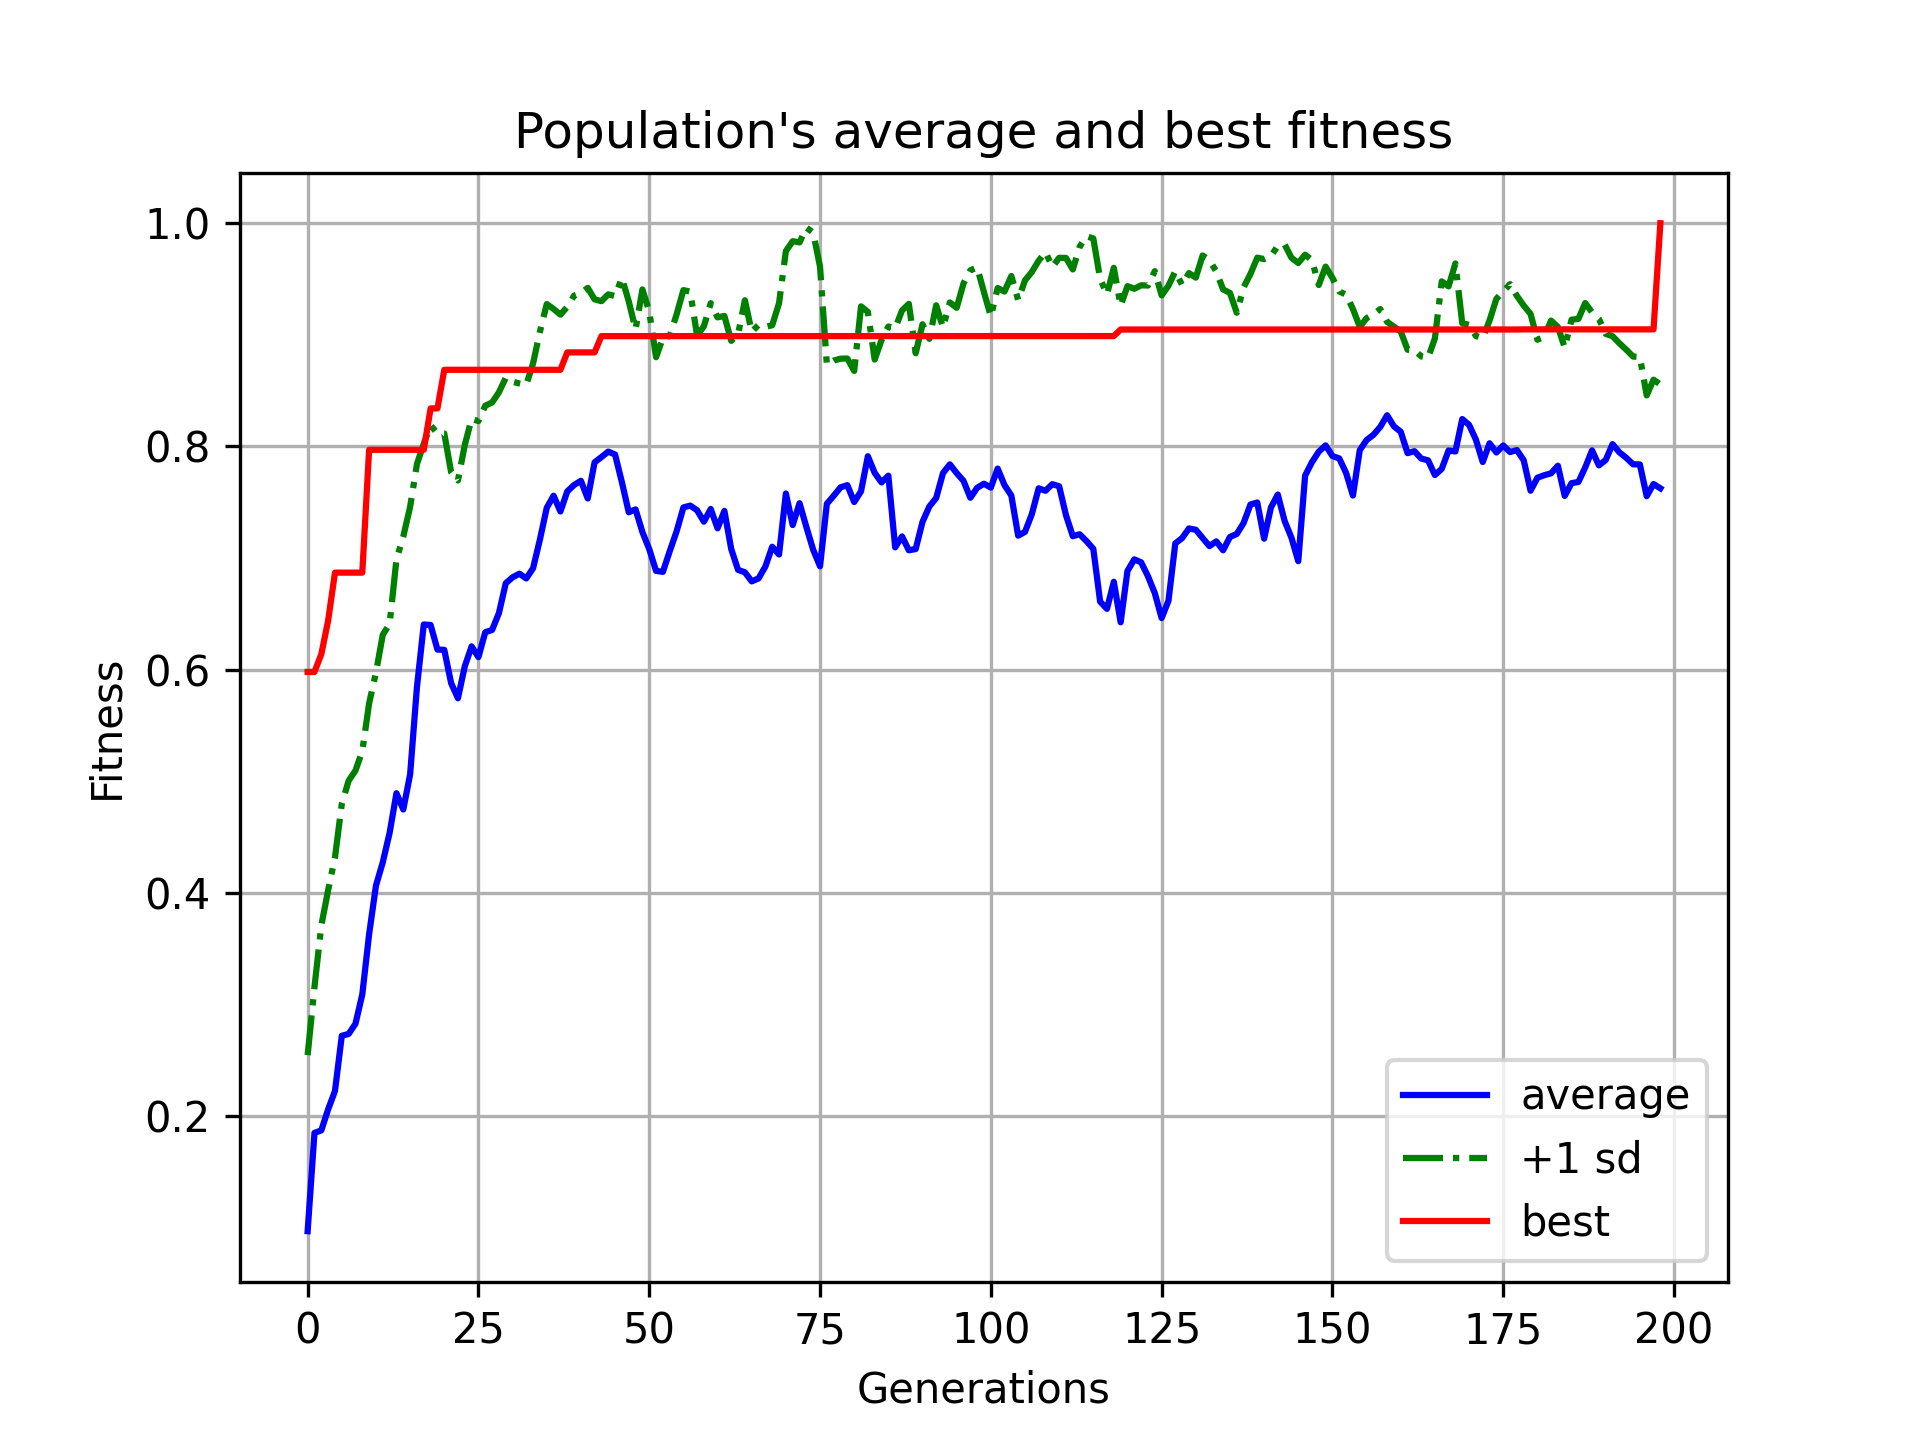 Population's average and best fitness
Fitness
1.0
0.8
0.6
0.4
0.2
average
+1 sd
best
0 25 50 75 100 125 150 175 200
Generations